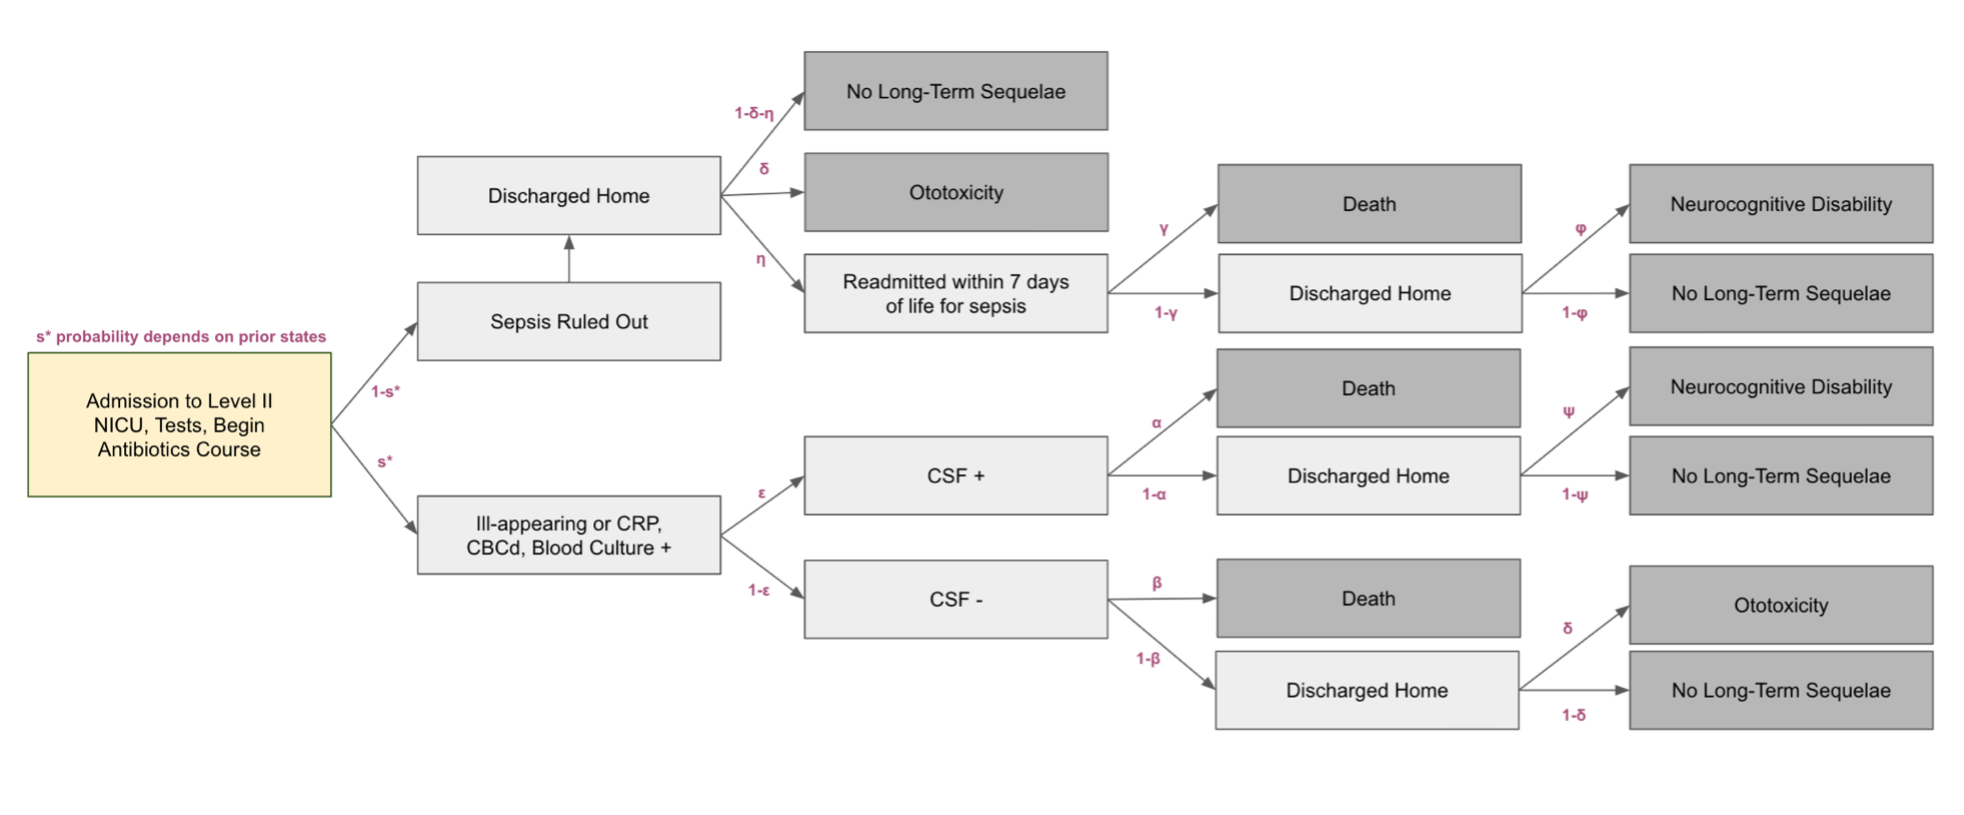 No Long-Term Sequelae
1-δ-η
δ
Discharged Home
Ototoxicity
η
Readmitted within 7 days
of life for sepsis
γ
1-γ
Death
Discharged Home
φ
1-φ
Neurocognitive Disability
No Long-Term Sequelae
Sepsis Ruled Out
s* probability depends on prior states
Admission to Level II
NICU, Tests, Begin
Antibiotics Course
1-s*
s*
Ill-appearing or CRP,
CBCd, Blood Culture +
ε
1-ε
CSF +
α
1-α
Death
Discharged Home
ψ
1-ψ
Neurocognitive Disability
No Long-Term Sequelae
CSF -
β
1-β
Death
Discharged Home
δ
1-δ
Ototoxicity
No Long-Term Sequelae